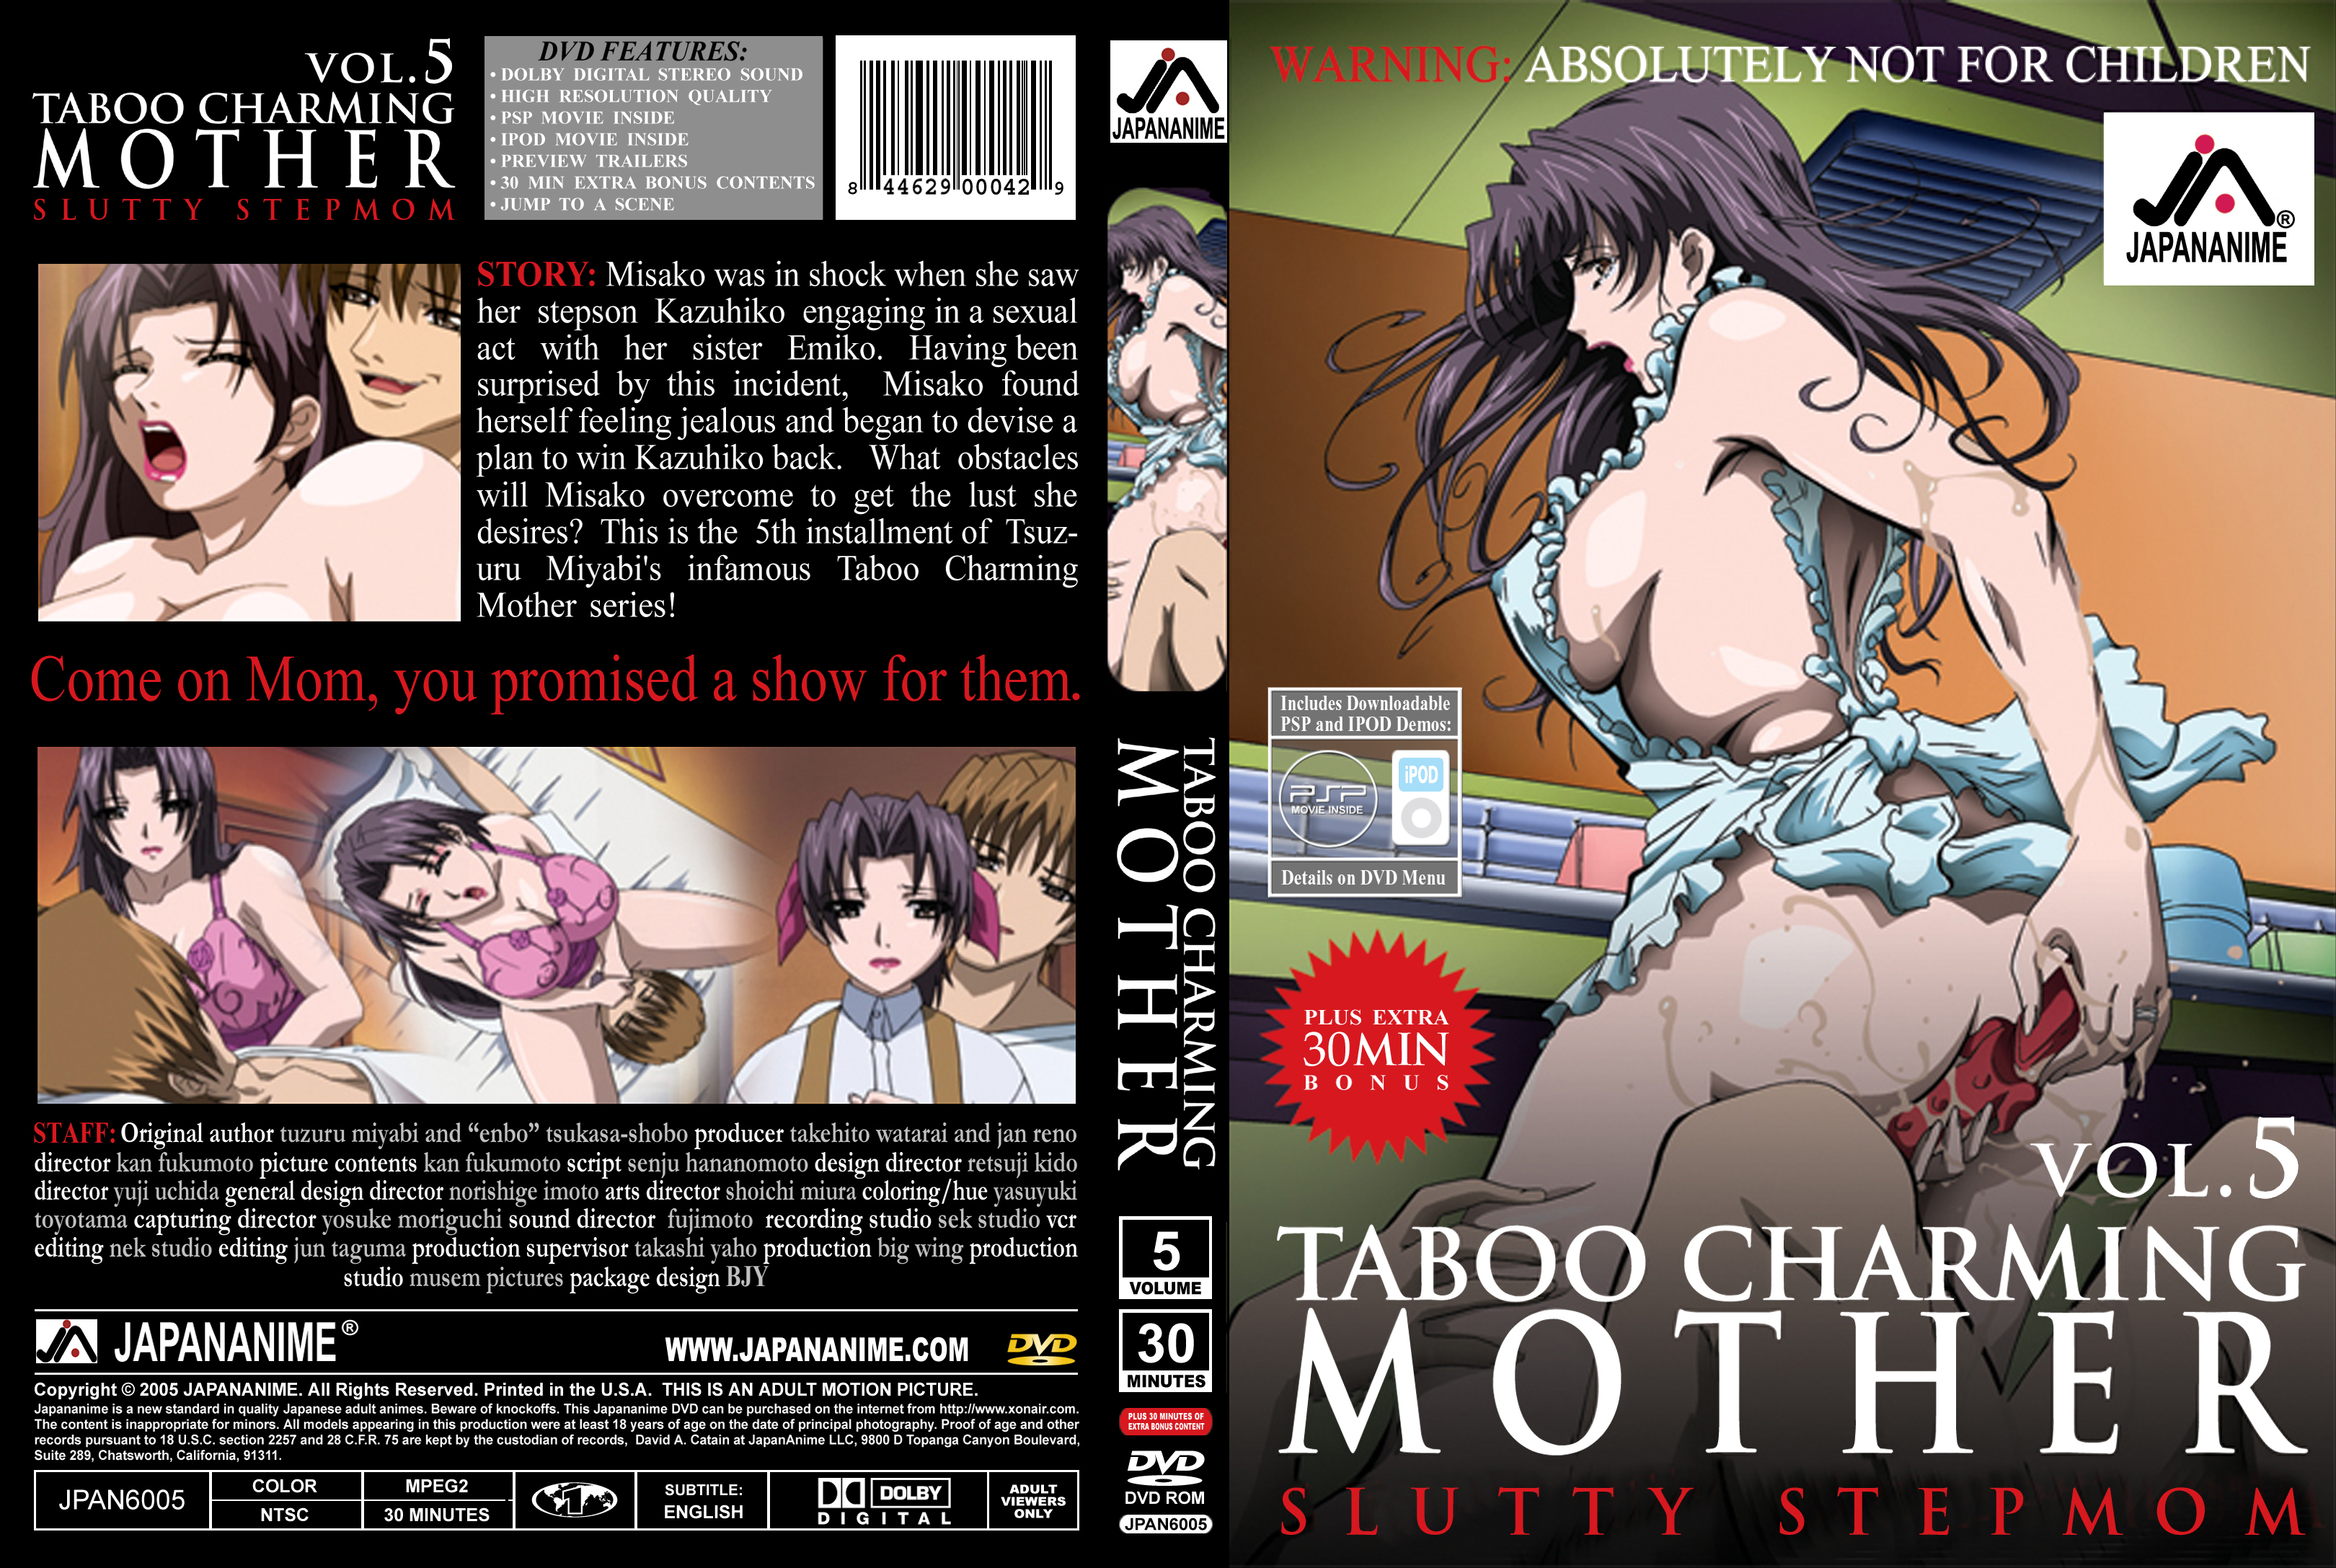 VOL.5
TABOO CHARMING
MOTHER
SLUTTY STEPMOM
DVD FEATURES:
• DOLBY DIGITAL STEREO SOUND
• HIGH RESOLUTION QUALITY
• PSP MOVIE INSIDE
• IPOD MOVIE INSIDE
• PREVIEW TRAILERS
• 30 MIN EXTRA BONUS CONTENTS
• JUMP TO A SCENE
8 44629 00042 9
STORY: Misako was in shock when she saw
her stepson Kazuhiko engaging in a sexual
act with her sister Emiko. Having been
surprised by this incident, Misako found
herself feeling jealous and began to devise a
plan to win Kazuhiko back. What obstacles
will Misako overcome to get the lust she
desires? This is the 5th installment of Tsuz-
uru Miyabi's infamous Taboo Charming
Mother series!
Come on Mom, you promised a show for them.
STAFF: Original author tuzuru miyabi and “enbo” tsukasa-shobo producer takehito watarai and jan reno
director kan fukumoto picture contents kan fukumoto script senju hananomoto design director retsuji kido
director yuji uchida general design director norishige imoto arts director shoichi miura coloring/hue yasuyuki
toyotama capturing director yosuke moriguchi sound director fujimoto recording studio sek studio vcr
editing nek studio editing jun taguma production supervisor takashi yaho production big wing production
studio musem pictures package design BJY
JAPANANIME®
WWW.JAPANANIME.COM
DVD
Copyright © 2005 JAPANANIME. All Rights Reserved. Printed in the U.S.A. THIS IS AN ADULT MOTION PICTURE.
Japananime is a new standard in quality Japanese adult animes. Beware of knockoffs. This Japananime DVD can be purchased on the internet from http://www.xonair.com.
The content is inappropriate for minors. All models appearing in this production were at least 18 years of age on the date of principal photography. Proof of age and other
records pursuant to 18 U.S.C. section 2257 and 28 C.F.R. 75 are kept by the custodian of records, David A. Catain at JapanAnime LLC, 9800 D Topanga Canyon Boulevard,
Suite 289, Chatsworth, California, 91311.
JPAN6005
COLOR
NTSC
MPEG2
30 MINUTES
1
SUBTITLE:
ENGLISH
DOLBY
DIGITAL
ADULT
VIEWERS
ONLY
JAPANANIME
TABOO CHARMING
MOTHER
5
VOLUME
30
MINUTES
PLUS 30 MINUTES OF
EXTRA BONUS CONTENT
DVD
DVD ROM
JPAN6005
WARNING: ABSOLUTELY NOT FOR CHILDREN
JAPANANIME®
Includes Downloadable
PSP and IPOD Demos:
PSP
MOVIE INSIDE
iPOD
Details on DVD Menu
PLUS EXTRA
30MIN
BONUS
VOL.5
TABOO CHARMING
MOTHER
SLUTTY STEPMOM